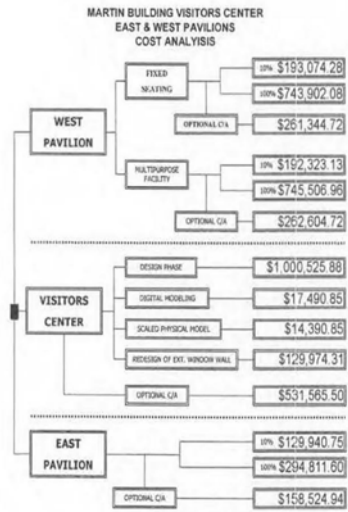 MARTIN BUILDING VISITORS CENTER
EAST & WEST PAVILIONS
COST ANALYISIS
WEST
PAVILION
FIXED
SEATING
10% $193,074.28
100% $743,902.08
OPTIONAL C/A
$261,344.72
MULTIPURPOSE
FACILITY
10% $192,323.13
100% $745,506.96
OPTIONAL C/A
$262,604.72
VISITORS
CENTER
DESIGN PHASE
$1,000,525.88
DIGITAL MODELING
$17,490.85
SCALED PHYSICAL MODEL
$14,390.85
REDESIGN OF EXT. WINDOW WALL
$129,974.31
OPTIONAL C/A
$531,565.50
EAST
PAVILION
10% $129,940.75
100% $294,811.60
OPTIONAL C/A
$158,524.94